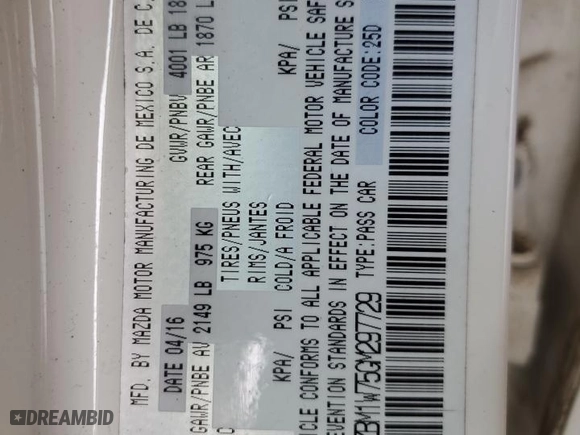 MFD. BY MAZDA MOTOR MANUFACTURING DE MEXICO S.A. DE C.
DATE 04/16 GVWR/PNBV 4001 LB 18
GAWR/PNBE AV 2149 LB 975 KG REAR GAWR/PNBE AR 1870 L
TIRES/PNEUS WITH/AVEC
RIMS/JANTES
KPA/ PSI COLD/A FROID KPA/ PSI
ICLE CONFORMS TO ALL APPLICABLE FEDERAL MOTOR VEHICLE SAF
EVENTION STANDARDS IN EFFECT ON THE DATE OF MANUFACTURE S
ZBM1W75GM297729 TYPE:PASS CAR COLOR CODE:25D
AUTOBIDCAR